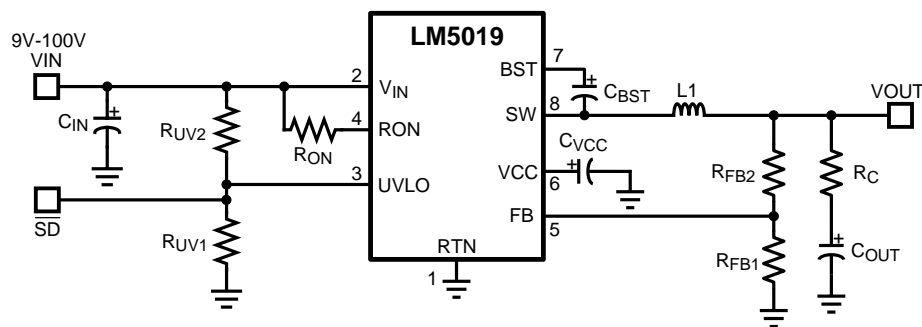 9V-100V
VIN
LM5019
7
BST
2
VIN
CBST
L1
VOUT
8
SW
CIN
RUV2
4
RON
RON
CVCC
3
UVLO
VCC
6
RFB2
RC
SD
FB
5
RUV1
RTN
1
RFB1
COUT
+
+
+
+